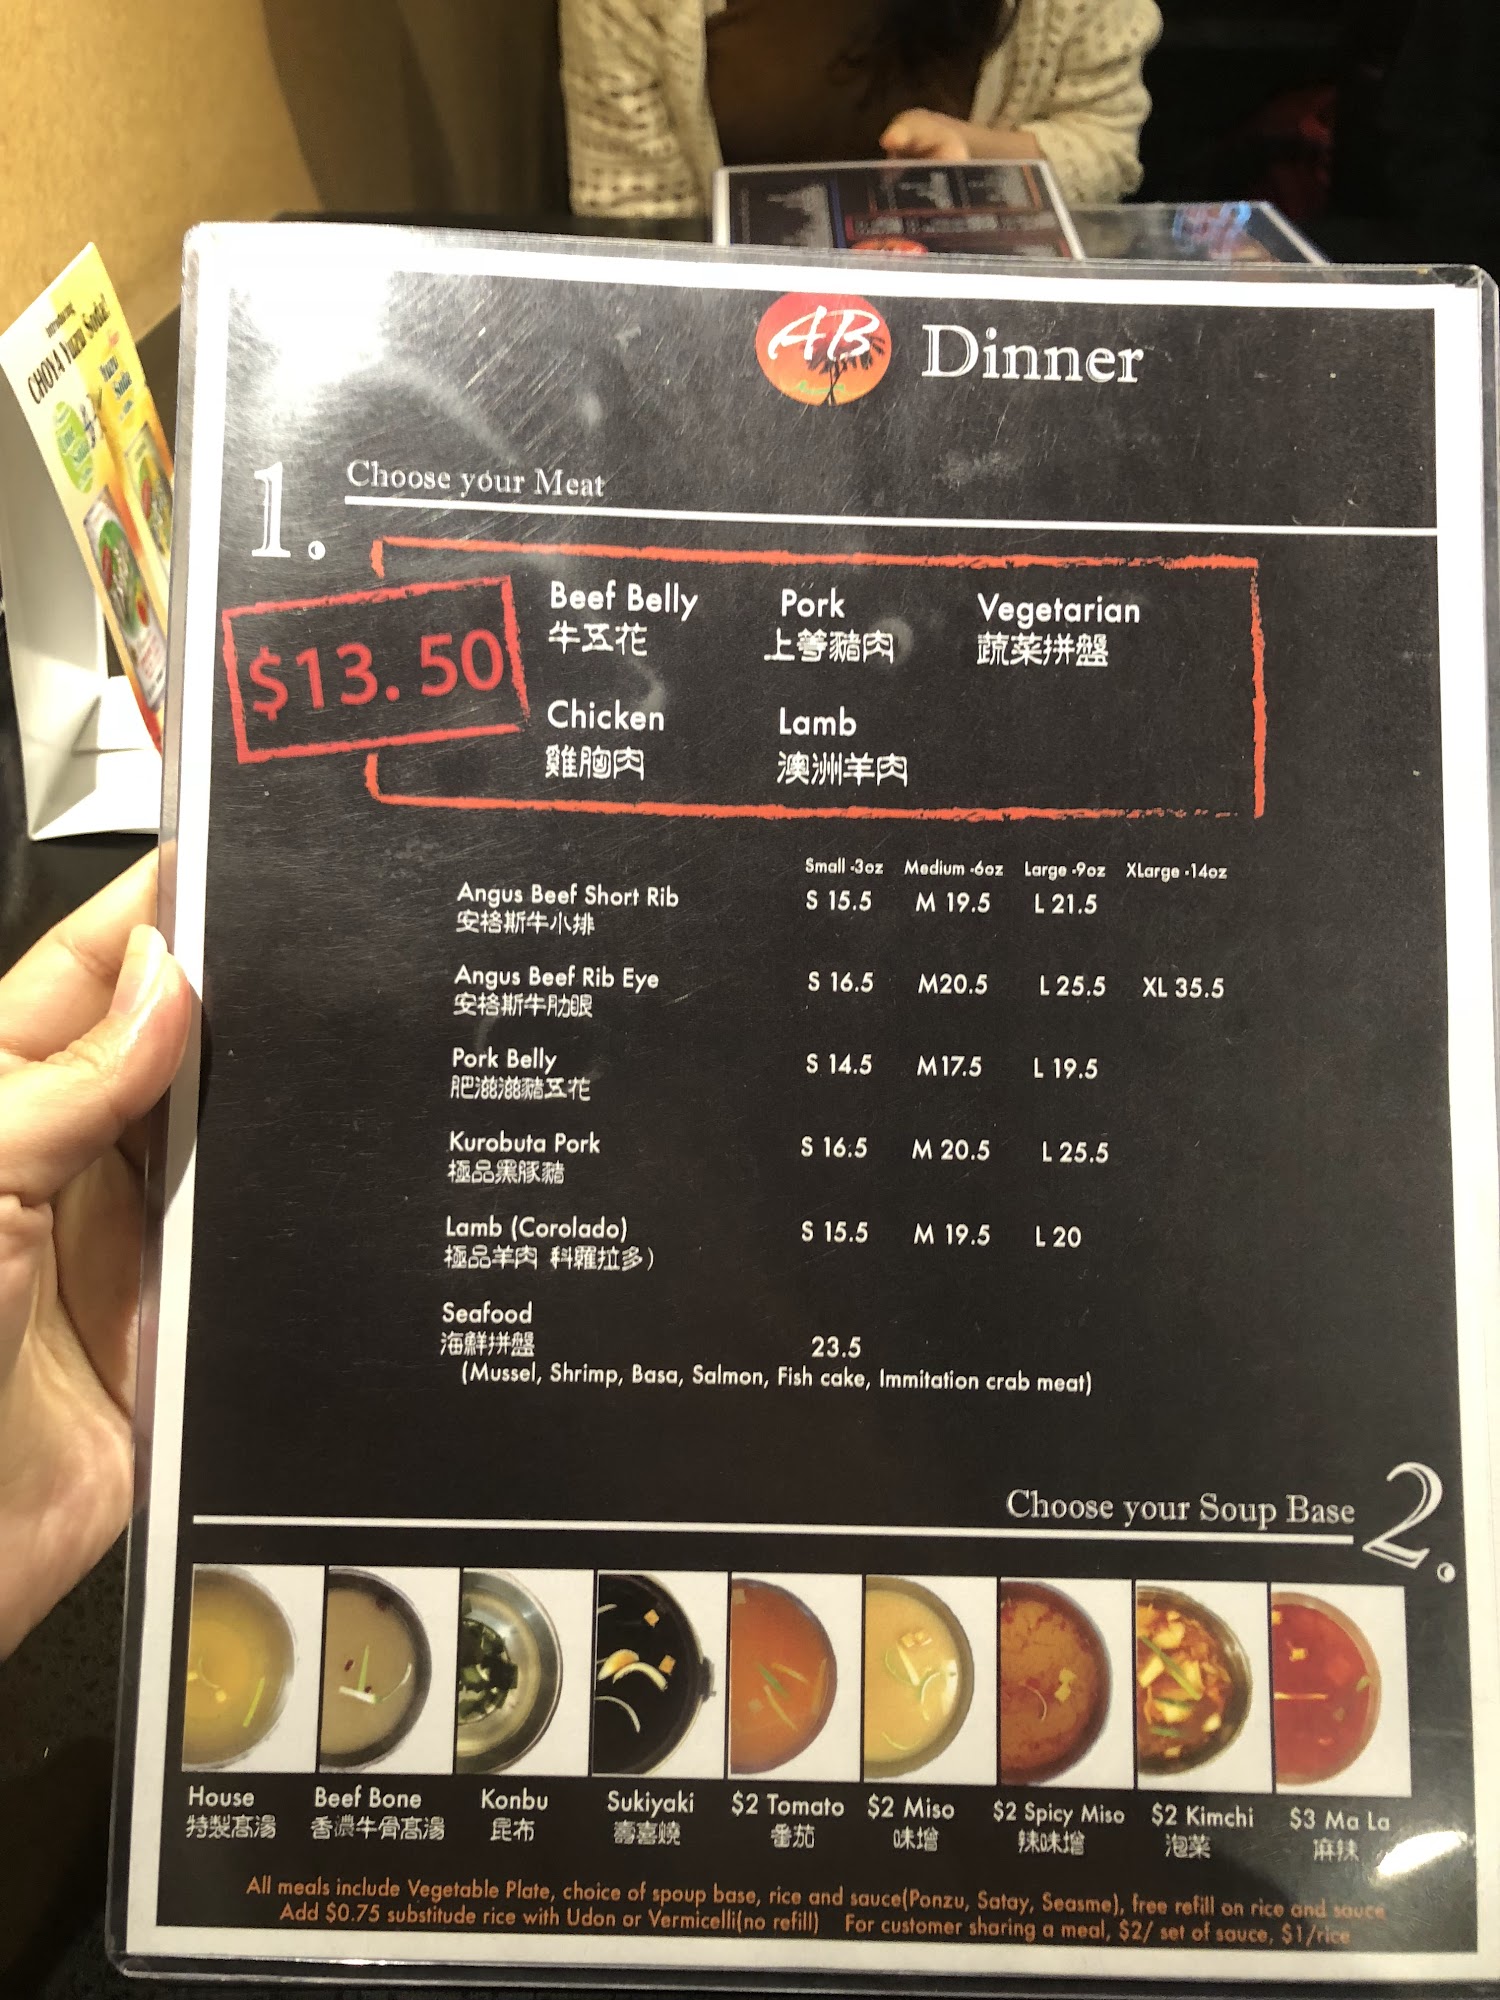 CHOYA Yuzu Soda!
AB Dinner
1. Choose your Meat
$13.50
Beef Belly Pork Vegetarian
牛五花 上等豬肉 蔬菜拼盤
Chicken Lamb
雞胸肉 澳洲羊肉
Small -3oz Medium -6oz Large -9oz XLarge -14oz
Angus Beef Short Rib S 15.5 M 19.5 L 21.5
安格斯牛小排
Angus Beef Rib Eye S 16.5 M20.5 L 25.5 XL 35.5
安格斯牛肋眼
Pork Belly S 14.5 M17.5 L 19.5
肥滋滋豬五花
Kurobuta Pork S 16.5 M 20.5 L 25.5
極品黑豚豬
Lamb (Corolado) S 15.5 M 19.5 L 20
極品羊肉 科羅拉多)
Seafood
海鮮拼盤 23.5
(Mussel, Shrimp, Basa, Salmon, Fish cake, Immitation crab meat)
Choose your Soup Base 2.
House Beef Bone Konbu Sukiyaki $2 Tomato $2 Miso $2 Spicy Miso $2 Kimchi $3 Ma La
特製高湯 香濃牛骨高湯 昆布 壽喜燒 番茄 味增 辣味增 泡菜 麻辣
All meals include Vegetable Plate, choice of spoup base, rice and sauce(Ponzu, Satay, Seasme), free refill on rice and sauce
Add $0.75 substitude rice with Udon or Vermicelli(no refill) For customer sharing a meal, $2/ set of sauce, $1/rice